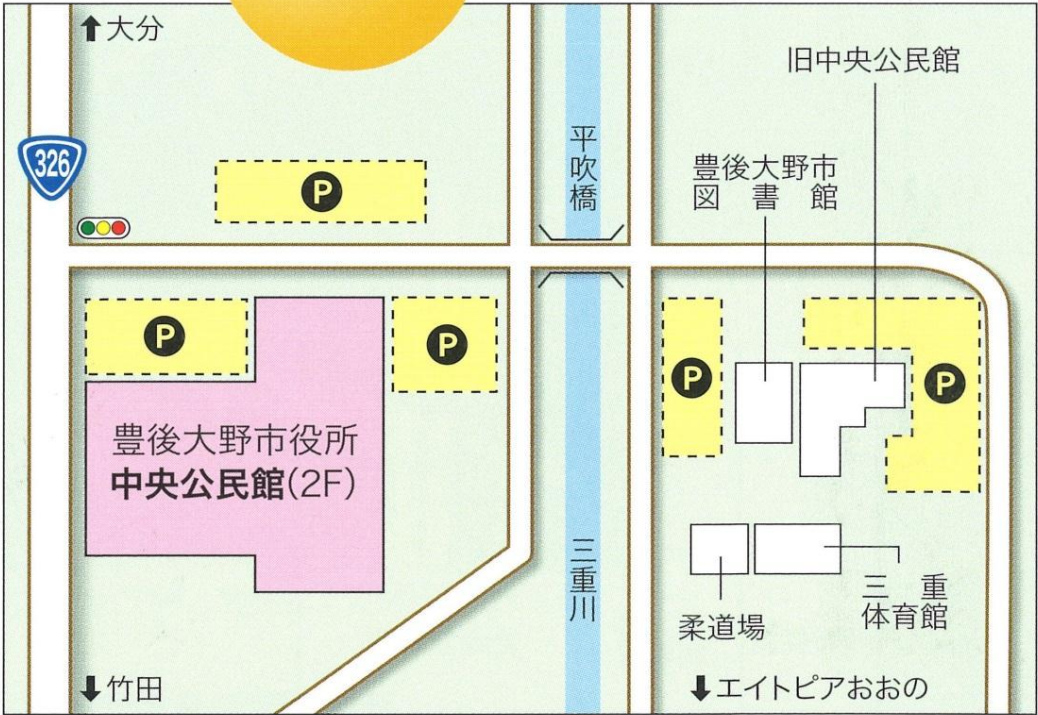 大分
旧中央公民館
326
平吹橋
豊後大野市
図書館
P
P
P
P
P
豊後大野市役所
中央公民館(2F)
三重川
柔道場
三重
体育館
竹田
エイトピアおおの